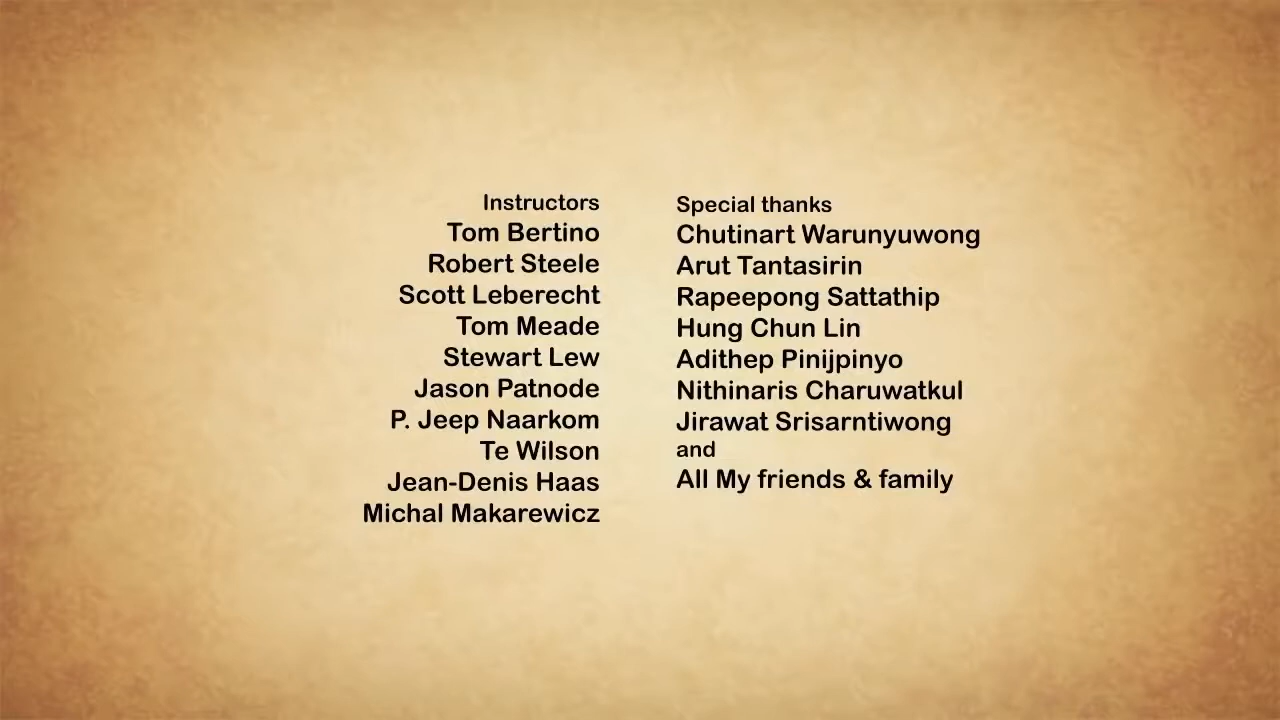 Instructors
Tom Bertino
Robert Steele
Scott Leberecht
Tom Meade
Stewart Lew
Jason Patnode
P. Jeep Naarkom
Te Wilson
Jean-Denis Haas
Michal Makarewicz
Special thanks
Chutinart Warunyuwong
Arut Tantasirin
Rapeepong Sattathip
Hung Chun Lin
Adithep Pinijpinyo
Nithinaris Charuwatkul
Jirawat Srisarntiwong
and
All My friends & family